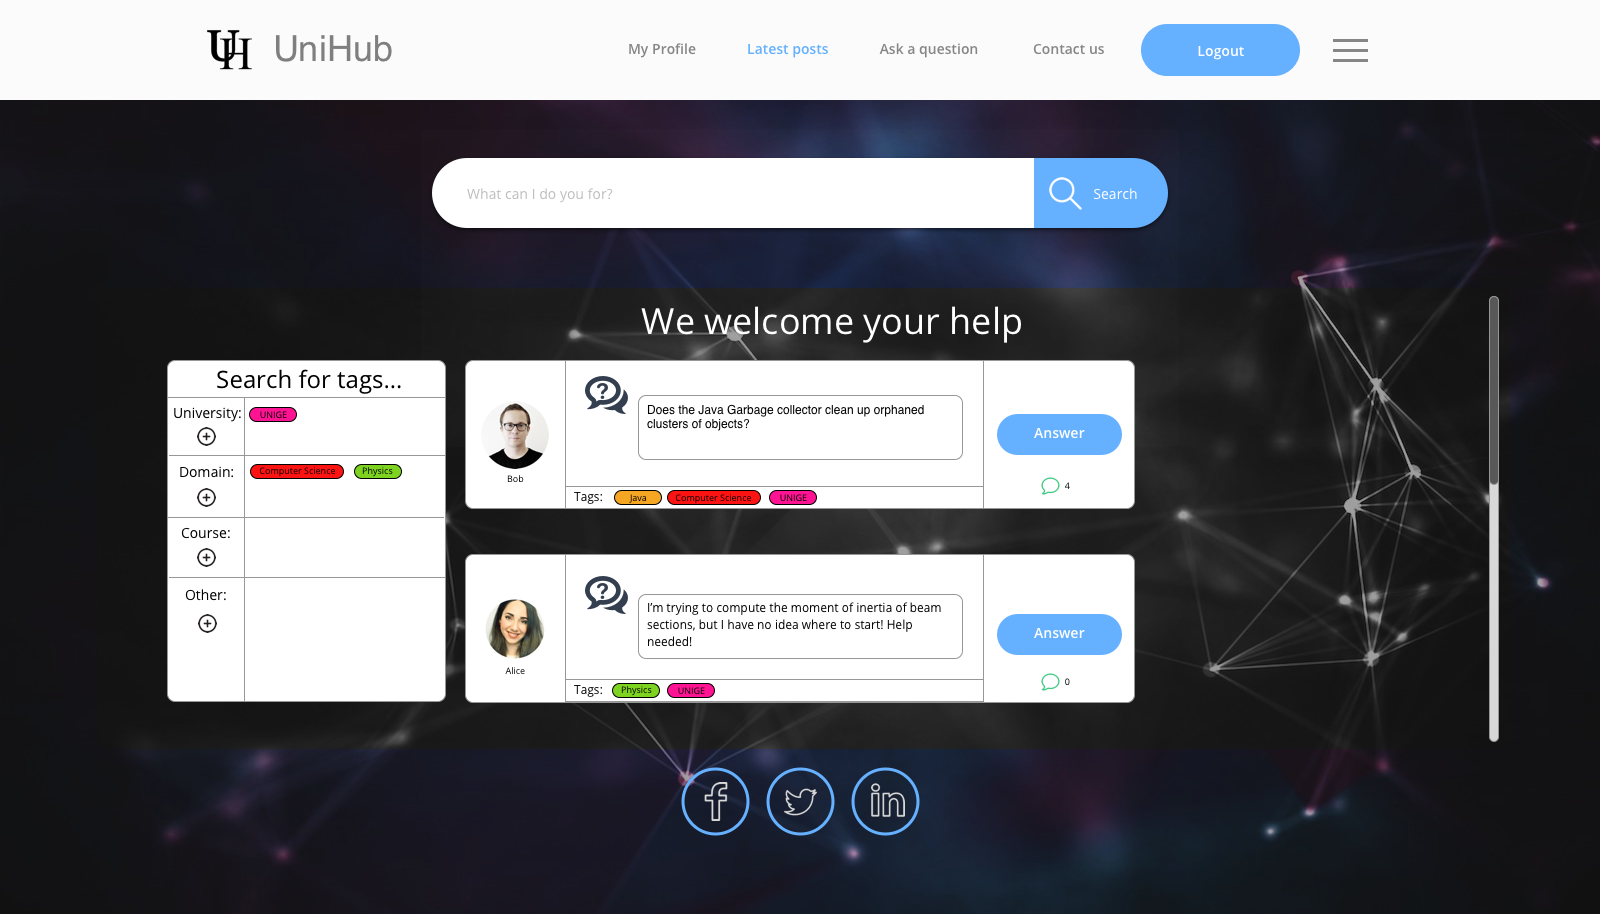 UH UniHub
My Profile
Latest posts
Ask a question
Contact us
Logout
What can I do you for?
Search
We welcome your help
Search for tags...
University:
UNIGE
Domain:
Computer Science
Physics
Course:
Other:
Bob
Does the Java Garbage collector clean up orphaned
clusters of objects?
Tags:
Java
Computer Science
UNIGE
Answer
4
Alice
I'm trying to compute the moment of inertia of beam
sections, but I have no idea where to start! Help
needed!
Tags:
Physics
UNIGE
Answer
0
f
in